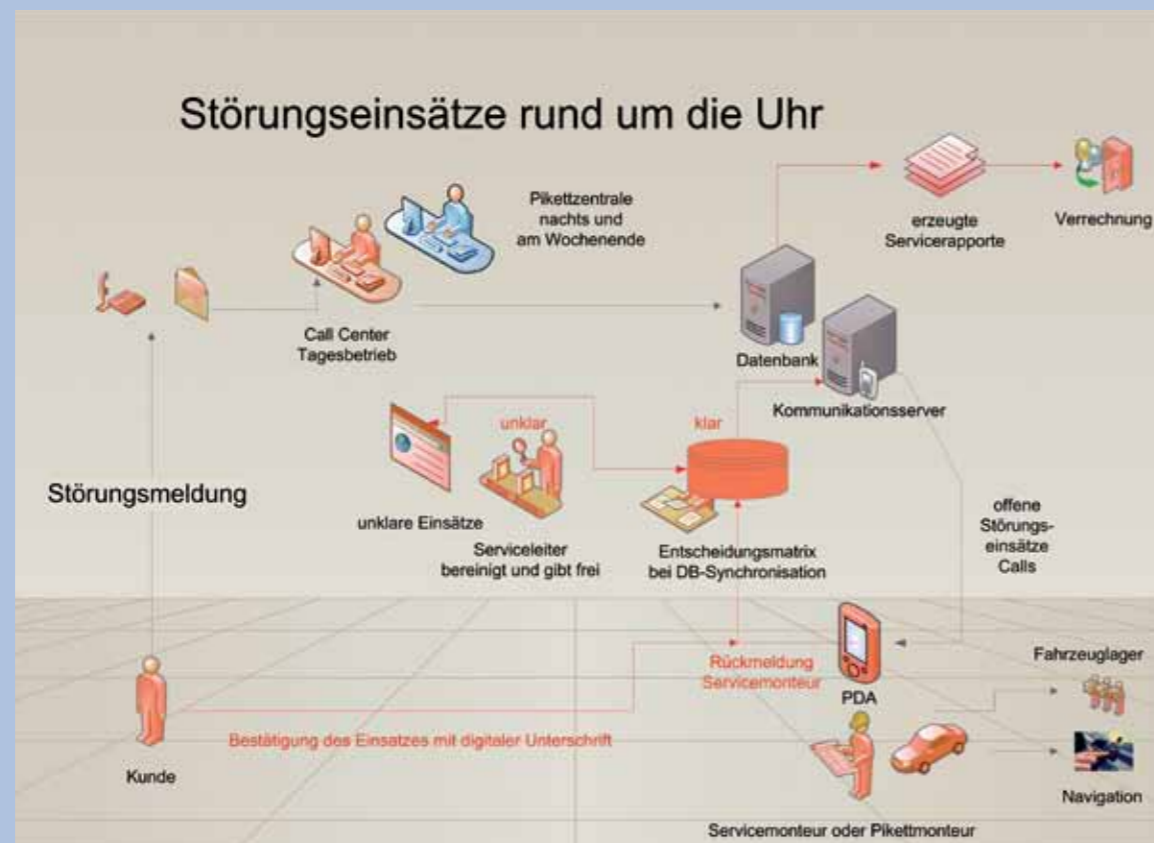 Störungseinsätze rund um die Uhr
Pikettzentrale
nachts und
am Wochenende
erzeugte
Servicerapporte
Verrechnung
Call Center
Tagesbetrieb
Datenbank
Kommunikationsserver
unklar
klar
Störungsmeldung
unklare Einsätze
Serviceleiter
bereinigt und gibt frei
Entscheidungsmatrix
bei DB-Synchronisation
offene
Störungs-
einsätze
Calls
Rückmeldung
Servicemonteur
PDA
Fahrzeuglager
Bestätigung des Einsatzes mit digitaler Unterschrift
Kunde
Navigation
Servicemonteur oder Pikettmonteur